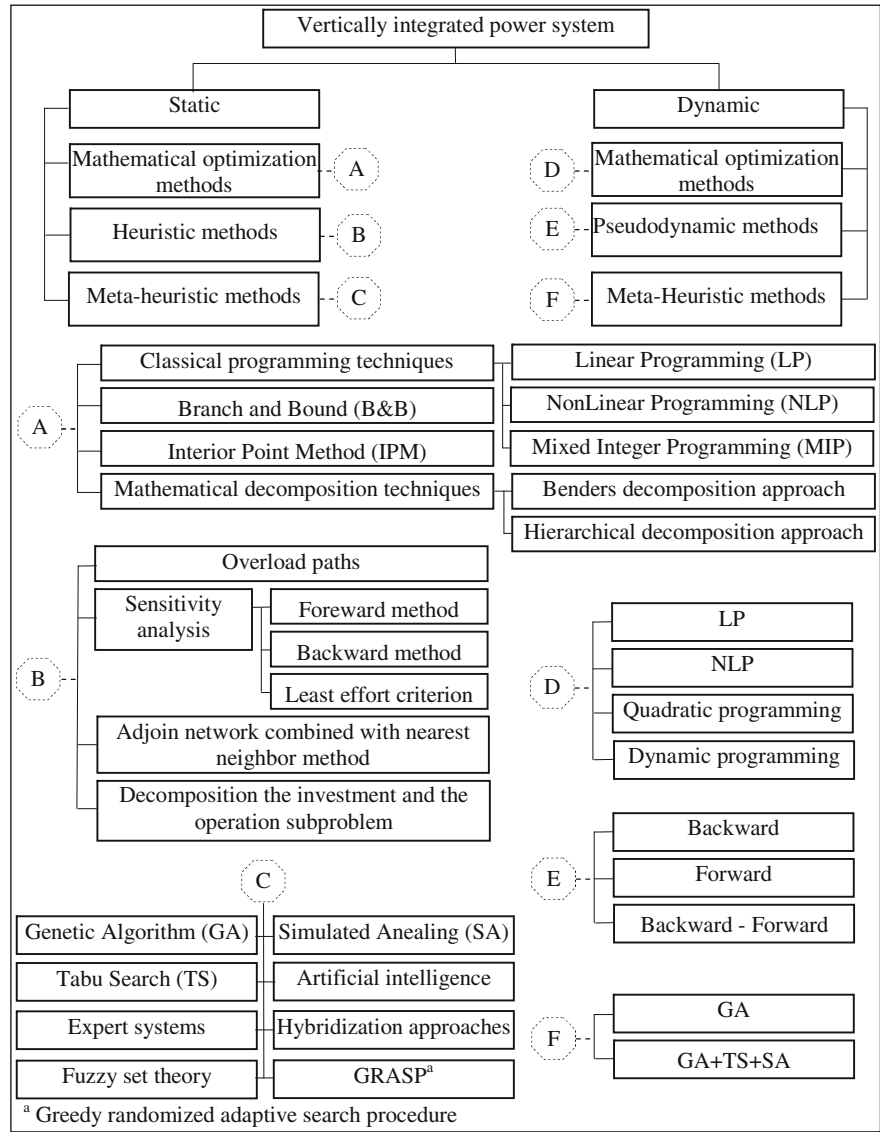 Vertically integrated power system
Static
Dynamic
Mathematical optimization
methods
A
D
Mathematical optimization
methods
Heuristic methods
B
E
Pseudodynamic methods
Meta-heuristic methods
C
F
Meta-Heuristic methods
A
Classical programming techniques
Linear Programming (LP)
Branch and Bound (B&B)
NonLinear Programming (NLP)
Interior Point Method (IPM)
Mixed Integer Programming (MIP)
Mathematical decomposition techniques
Benders decomposition approach
Hierarchical decomposition approach
B
Overload paths
Sensitivity
analysis
Foreward method
Backward method
Least effort criterion
Adjoin network combined with nearest
neighbor method
Decomposition the investment and the
operation subproblem
D
LP
NLP
Quadratic programming
Dynamic programming
E
Backward
Forward
Backward - Forward
C
Genetic Algorithm (GA)
Simulated Anealing (SA)
Tabu Search (TS)
Artificial intelligence
Expert systems
Hybridization approaches
Fuzzy set theory
GRASPᵃ
F
GA
GA+TS+SA
ᵃ Greedy randomized adaptive search procedure